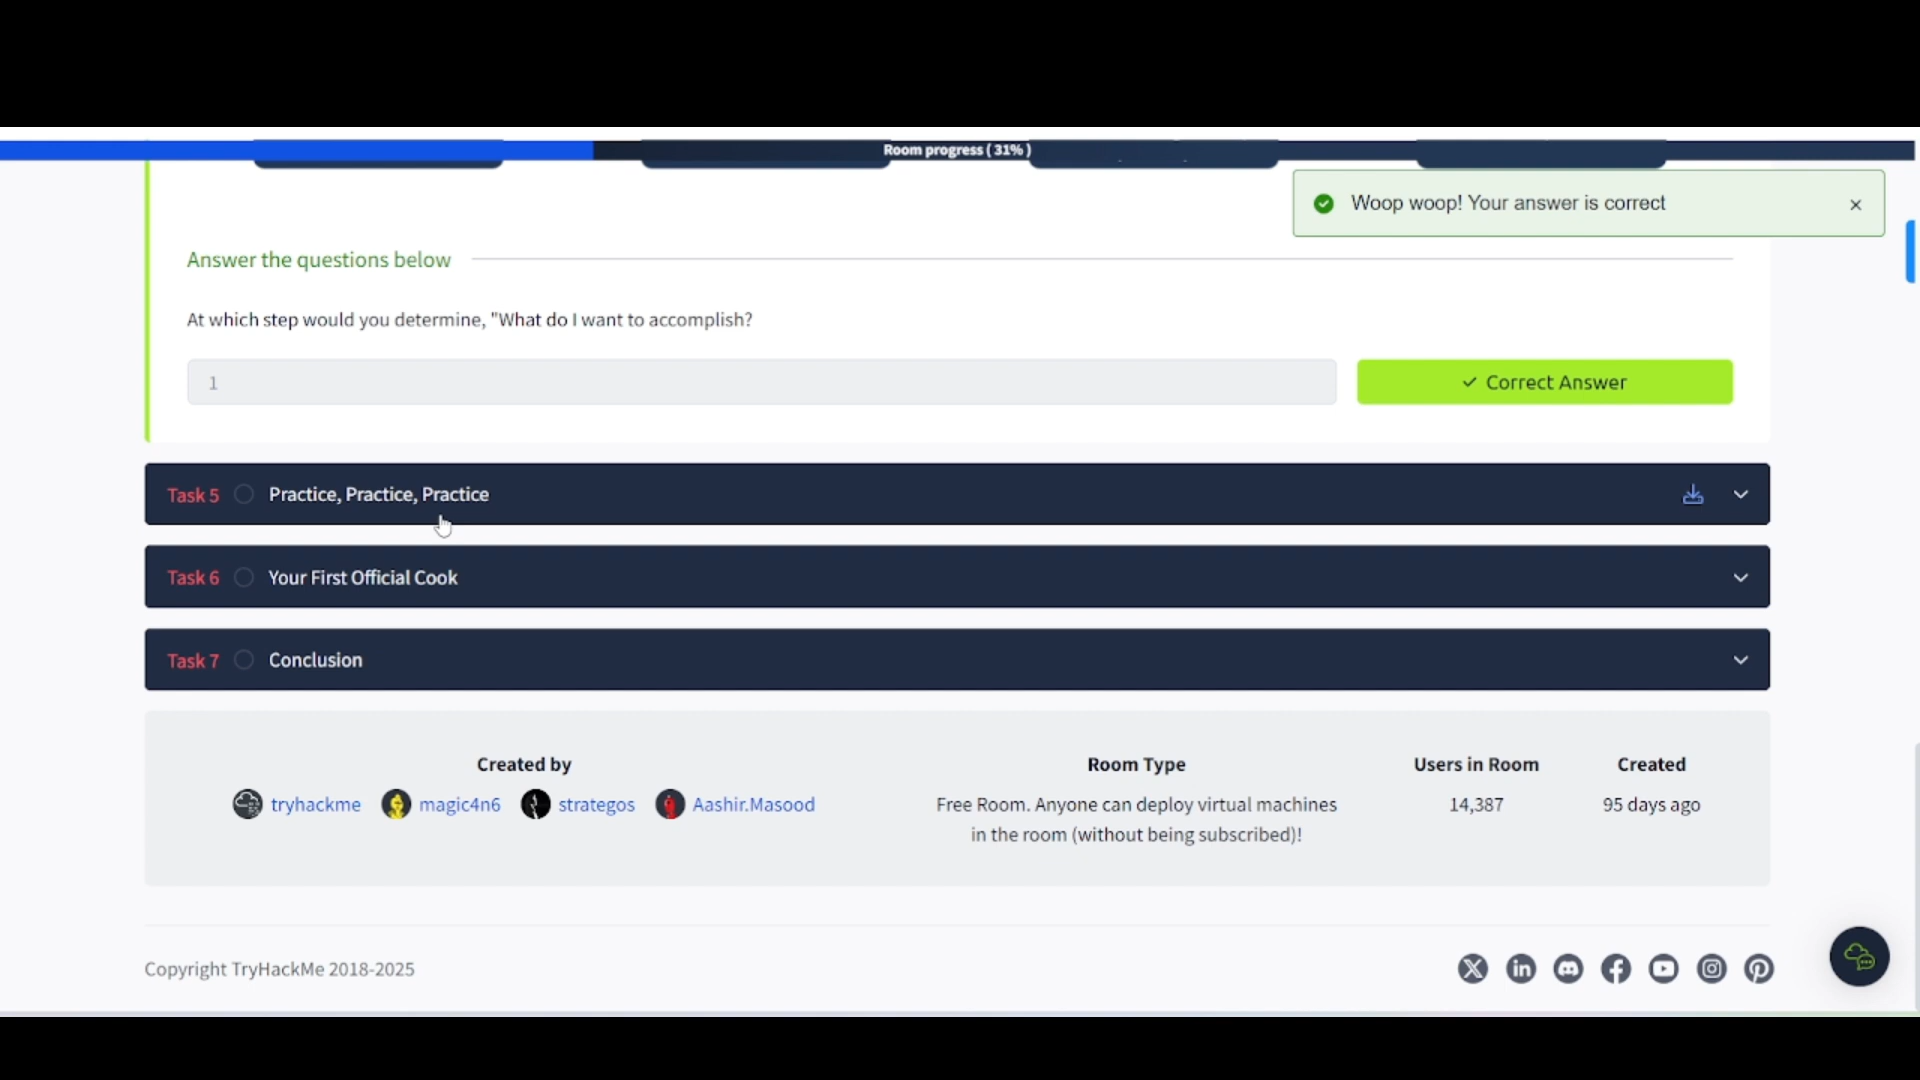 Room progress ( 31% )
Woop woop! Your answer is correct
Answer the questions below
At which step would you determine, "What do I want to accomplish?
1
Correct Answer
Task 5 Practice, Practice, Practice
Task 6 Your First Official Cook
Task 7 Conclusion
Created by
tryhackme magic4n6 strategos Aashir.Masood
Room Type
Free Room. Anyone can deploy virtual machines
in the room (without being subscribed)!
Users in Room
14,387
Created
95 days ago
Copyright TryHackMe 2018-2025